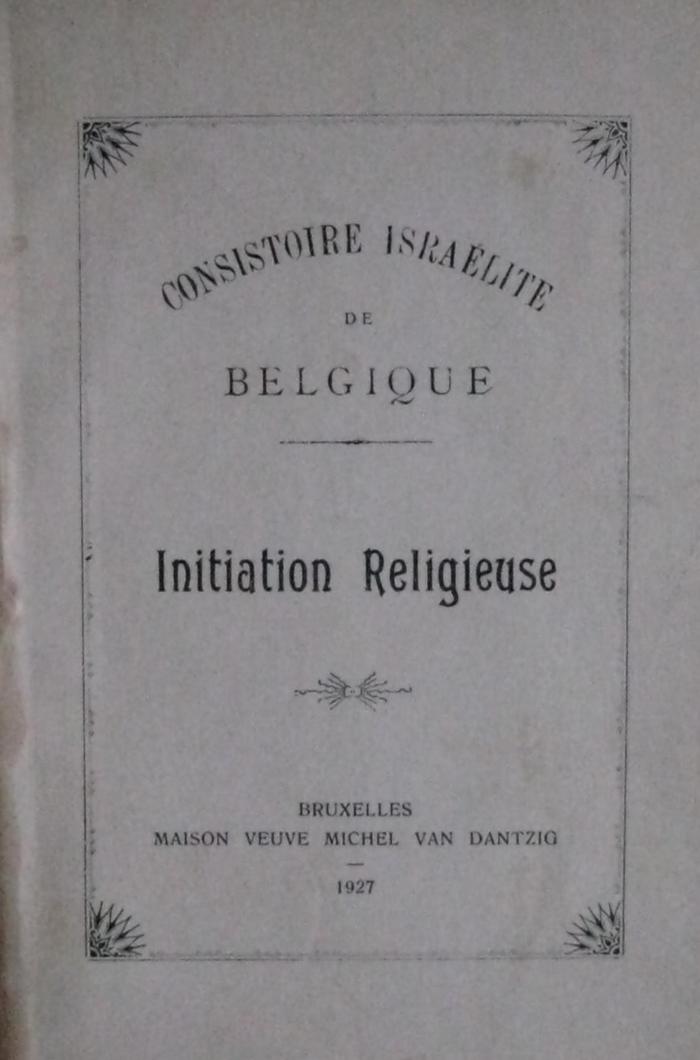 CONSISTOIRE ISRAÉLITE
DE
BELGIQUE
Initiation Religieuse
BRUXELLES
MAISON VEUVE MICHEL VAN DANTZIG
1927